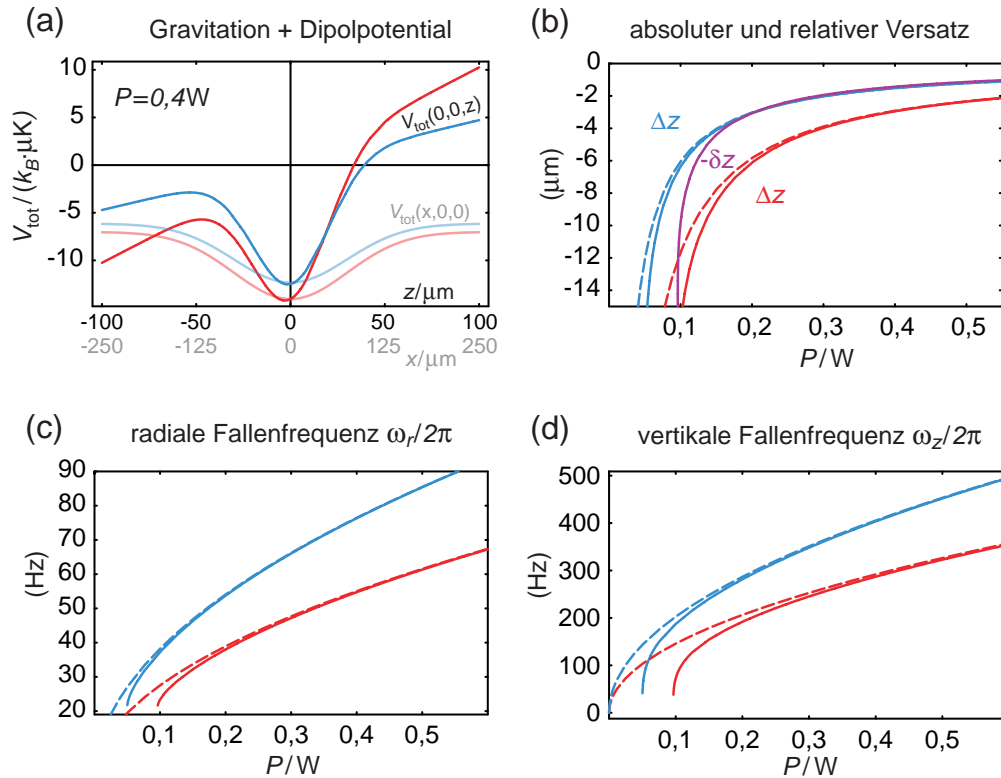 (a) Gravitation + Dipolpotential
10
5
0
-5
-10
V_tot / (k_B·μK)
P=0,4W
V_tot(0,0,z)
V_tot(x,0,0)
z/μm
-100 -50 0 50 100
-250 -125 0 125 250
x/μm
(b) absoluter und relativer Versatz
0
-2
-4
-6
-8
-10
-12
-14
(μm)
Δz
-δz
Δz
0,1 0,2 0,3 0,4 0,5
P/W
(c) radiale Fallenfrequenz ω_r/2π
90
80
70
60
50
40
30
20
(Hz)
0,1 0,2 0,3 0,4 0,5
P/W
(d) vertikale Fallenfrequenz ω_z/2π
500
400
300
200
100
0
(Hz)
0,1 0,2 0,3 0,4 0,5
P/W